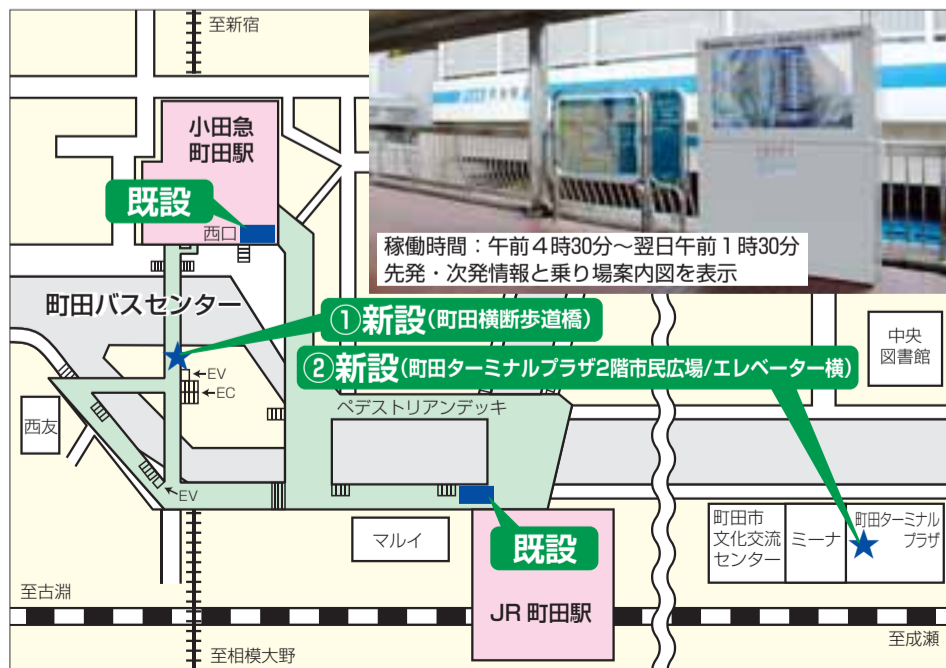 至新宿
小田急
町田駅
既設
西口
稼働時間：午前4時30分～翌日午前1時30分
先発・次発情報と乗り場案内図を表示
町田バスセンター
①新設(町田横断歩道橋)
②新設(町田ターミナルプラザ2階市民広場/エレベーター横)
中央
図書館
EV
EC
ペデストリアンデッキ
西友
EV
マルイ
既設
町田市
文化交流
センター
ミーナ
町田ターミナル
プラザ
至古淵
JR 町田駅
至成瀬
至相模大野